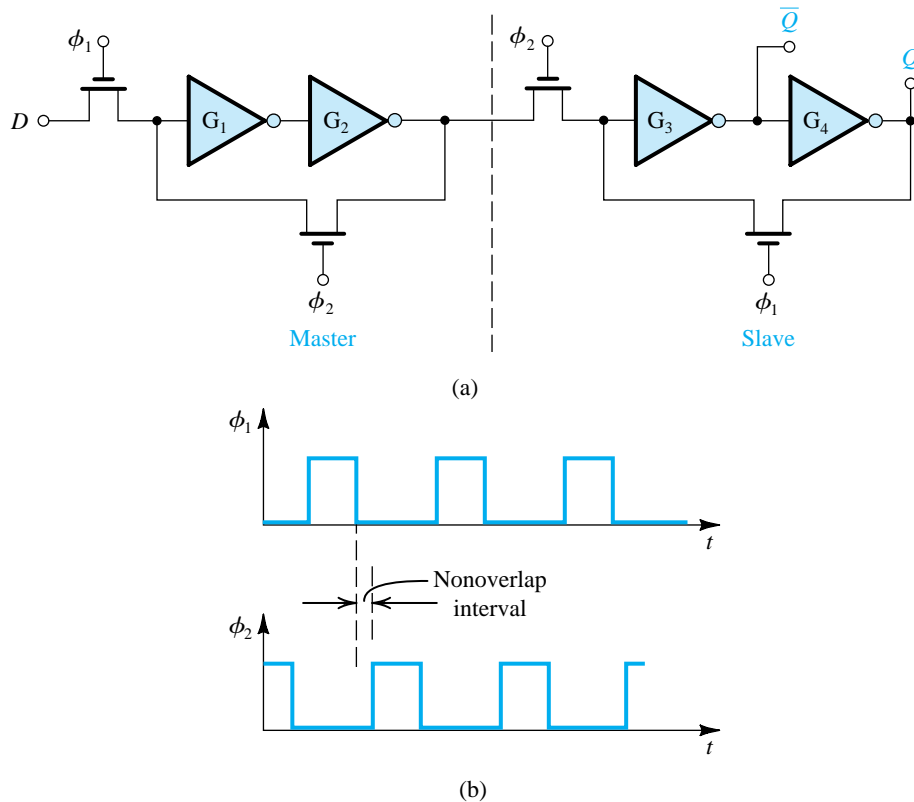 Q̅
Q
ϕ₁
ϕ₂
D
G₁
G₂
G₃
G₄
ϕ₂
ϕ₁
Master
Slave
(a)
ϕ₁
t
Nonoverlap
interval
ϕ₂
t
(b)